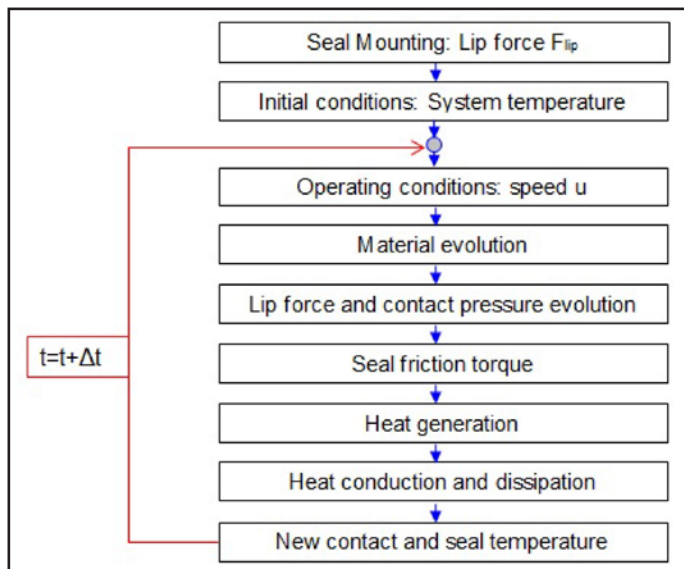 Seal Mounting: Lip force Flip
Initial conditions: System temperature
Operating conditions: speed u
Material evolution
Lip force and contact pressure evolution
t=t+Δt
Seal friction torque
Heat generation
Heat conduction and dissipation
New contact and seal temperature